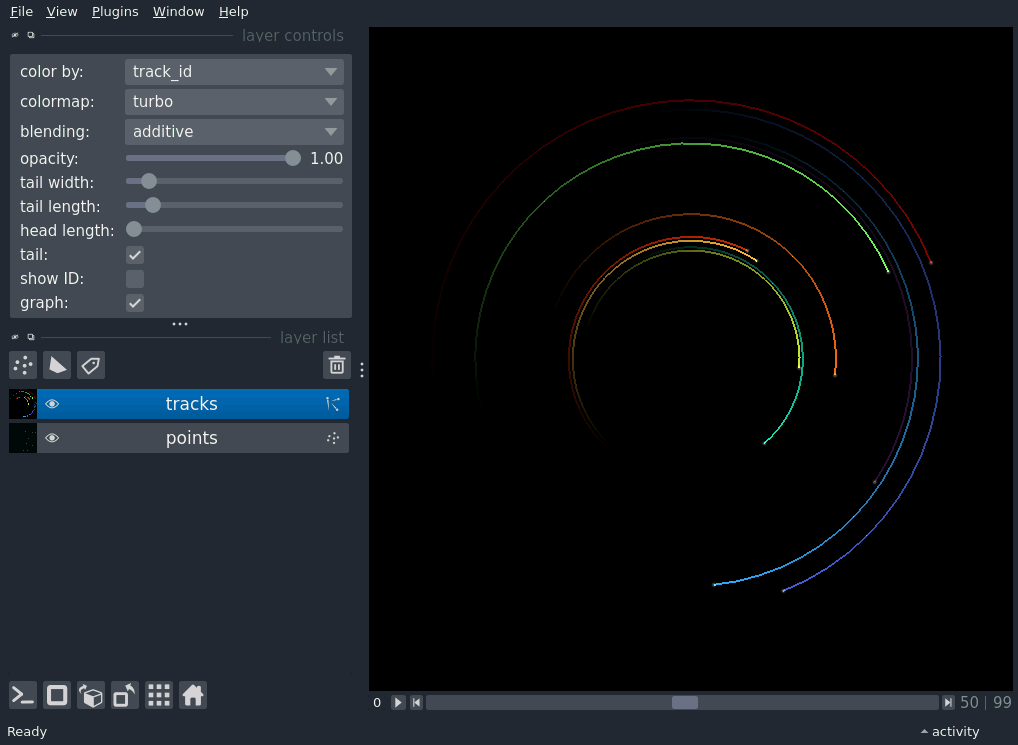 File View Plugins Window Help
layer controls
color by: track_id
colormap: turbo
blending: additive
opacity: 1.00
tail width:
tail length:
head length:
tail:
show ID:
graph:
layer list
tracks
points
0 50 | 99
Ready activity